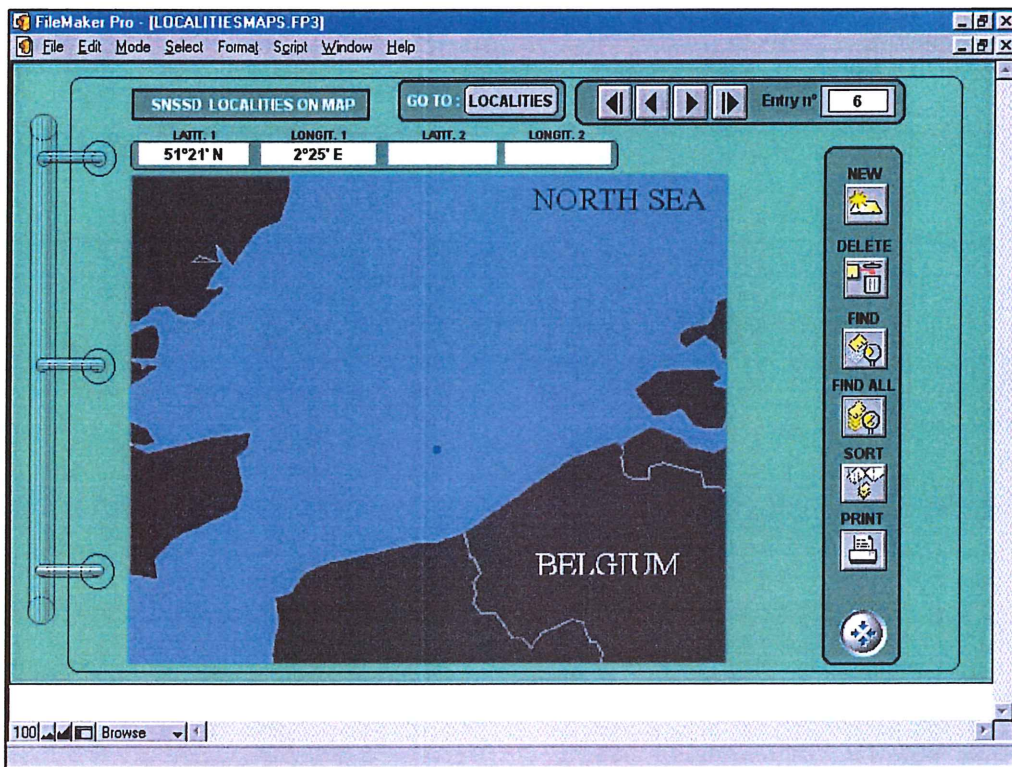 FileMaker Pro - [LOCALITIESMAPS.FP3]
File Edit Mode Select Format Script Window Help
SNSSD LOCALITIES ON MAP
GO TO : LOCALITIES
Entry n° 6
LATIT. 1 LONGIT. 1 LATIT. 2 LONGIT. 2
51°21' N 2°25' E
NORTH SEA
BELGIUM
NEW
DELETE
FIND
FIND ALL
SORT
PRINT
100 Browse